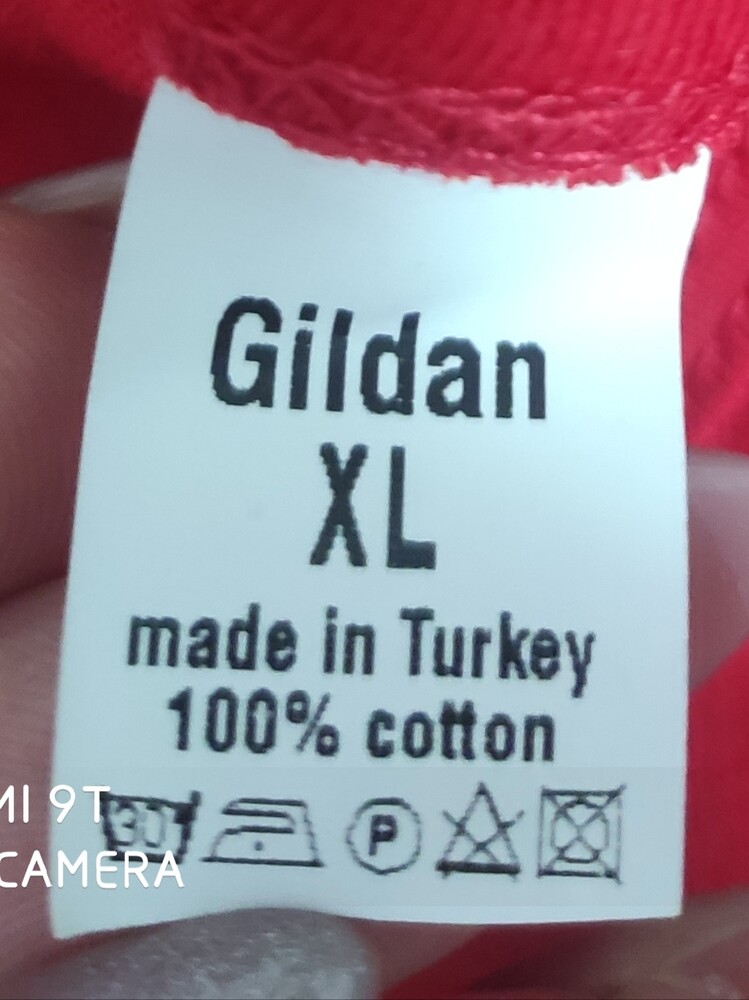 Gildan
XL
made in Turkey
100% cotton
30
P
MI 9T
CAMERA